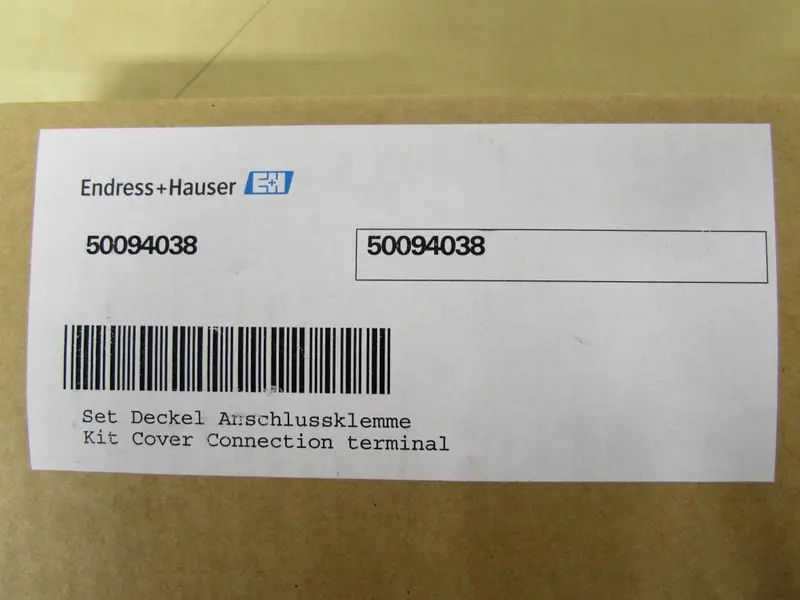 Endress+Hauser E+H
50094038
50094038
Set Deckel Anschlussklemme
Kit Cover Connection terminal